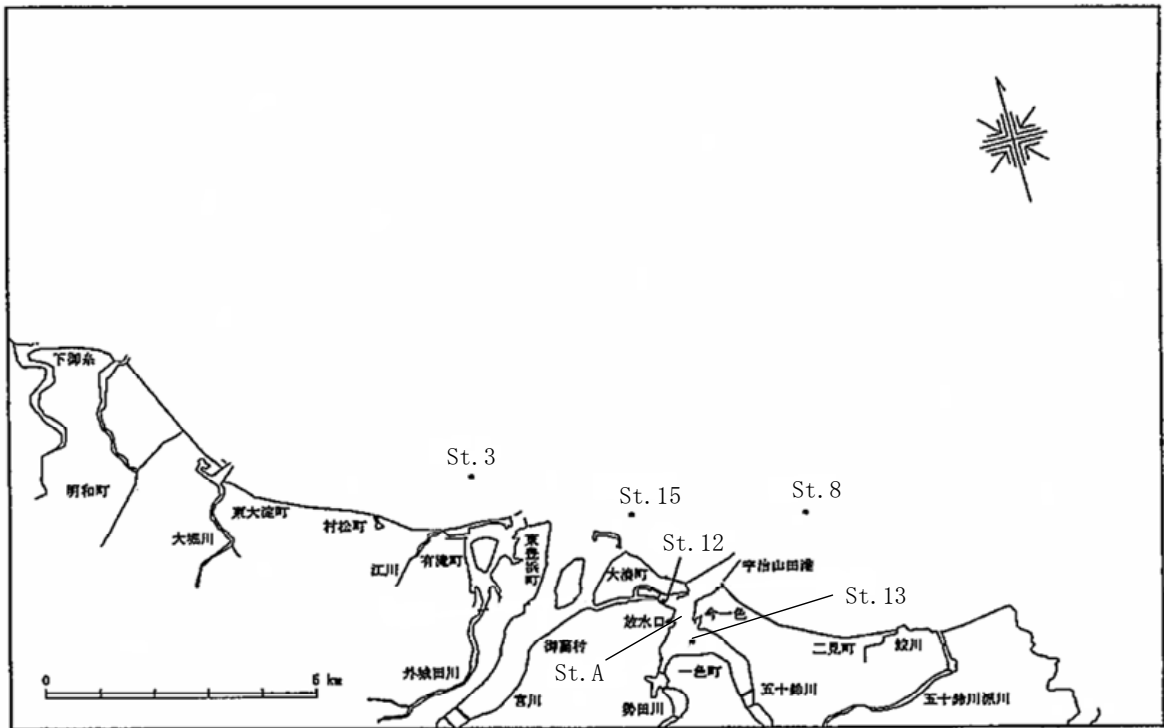 下御糸
St.3
St.15
St.8
明和町
東大淀町
村松町
St.12
大堀川
江川
有滝町
東豊浜町
大湊町
宇治山田港
St.13
放水口
今一色
御薗村
二見町
鮫川
0
6 km
外城田川
宮川
St.A
一色町
勢田川
五十鈴川
五十鈴川派川